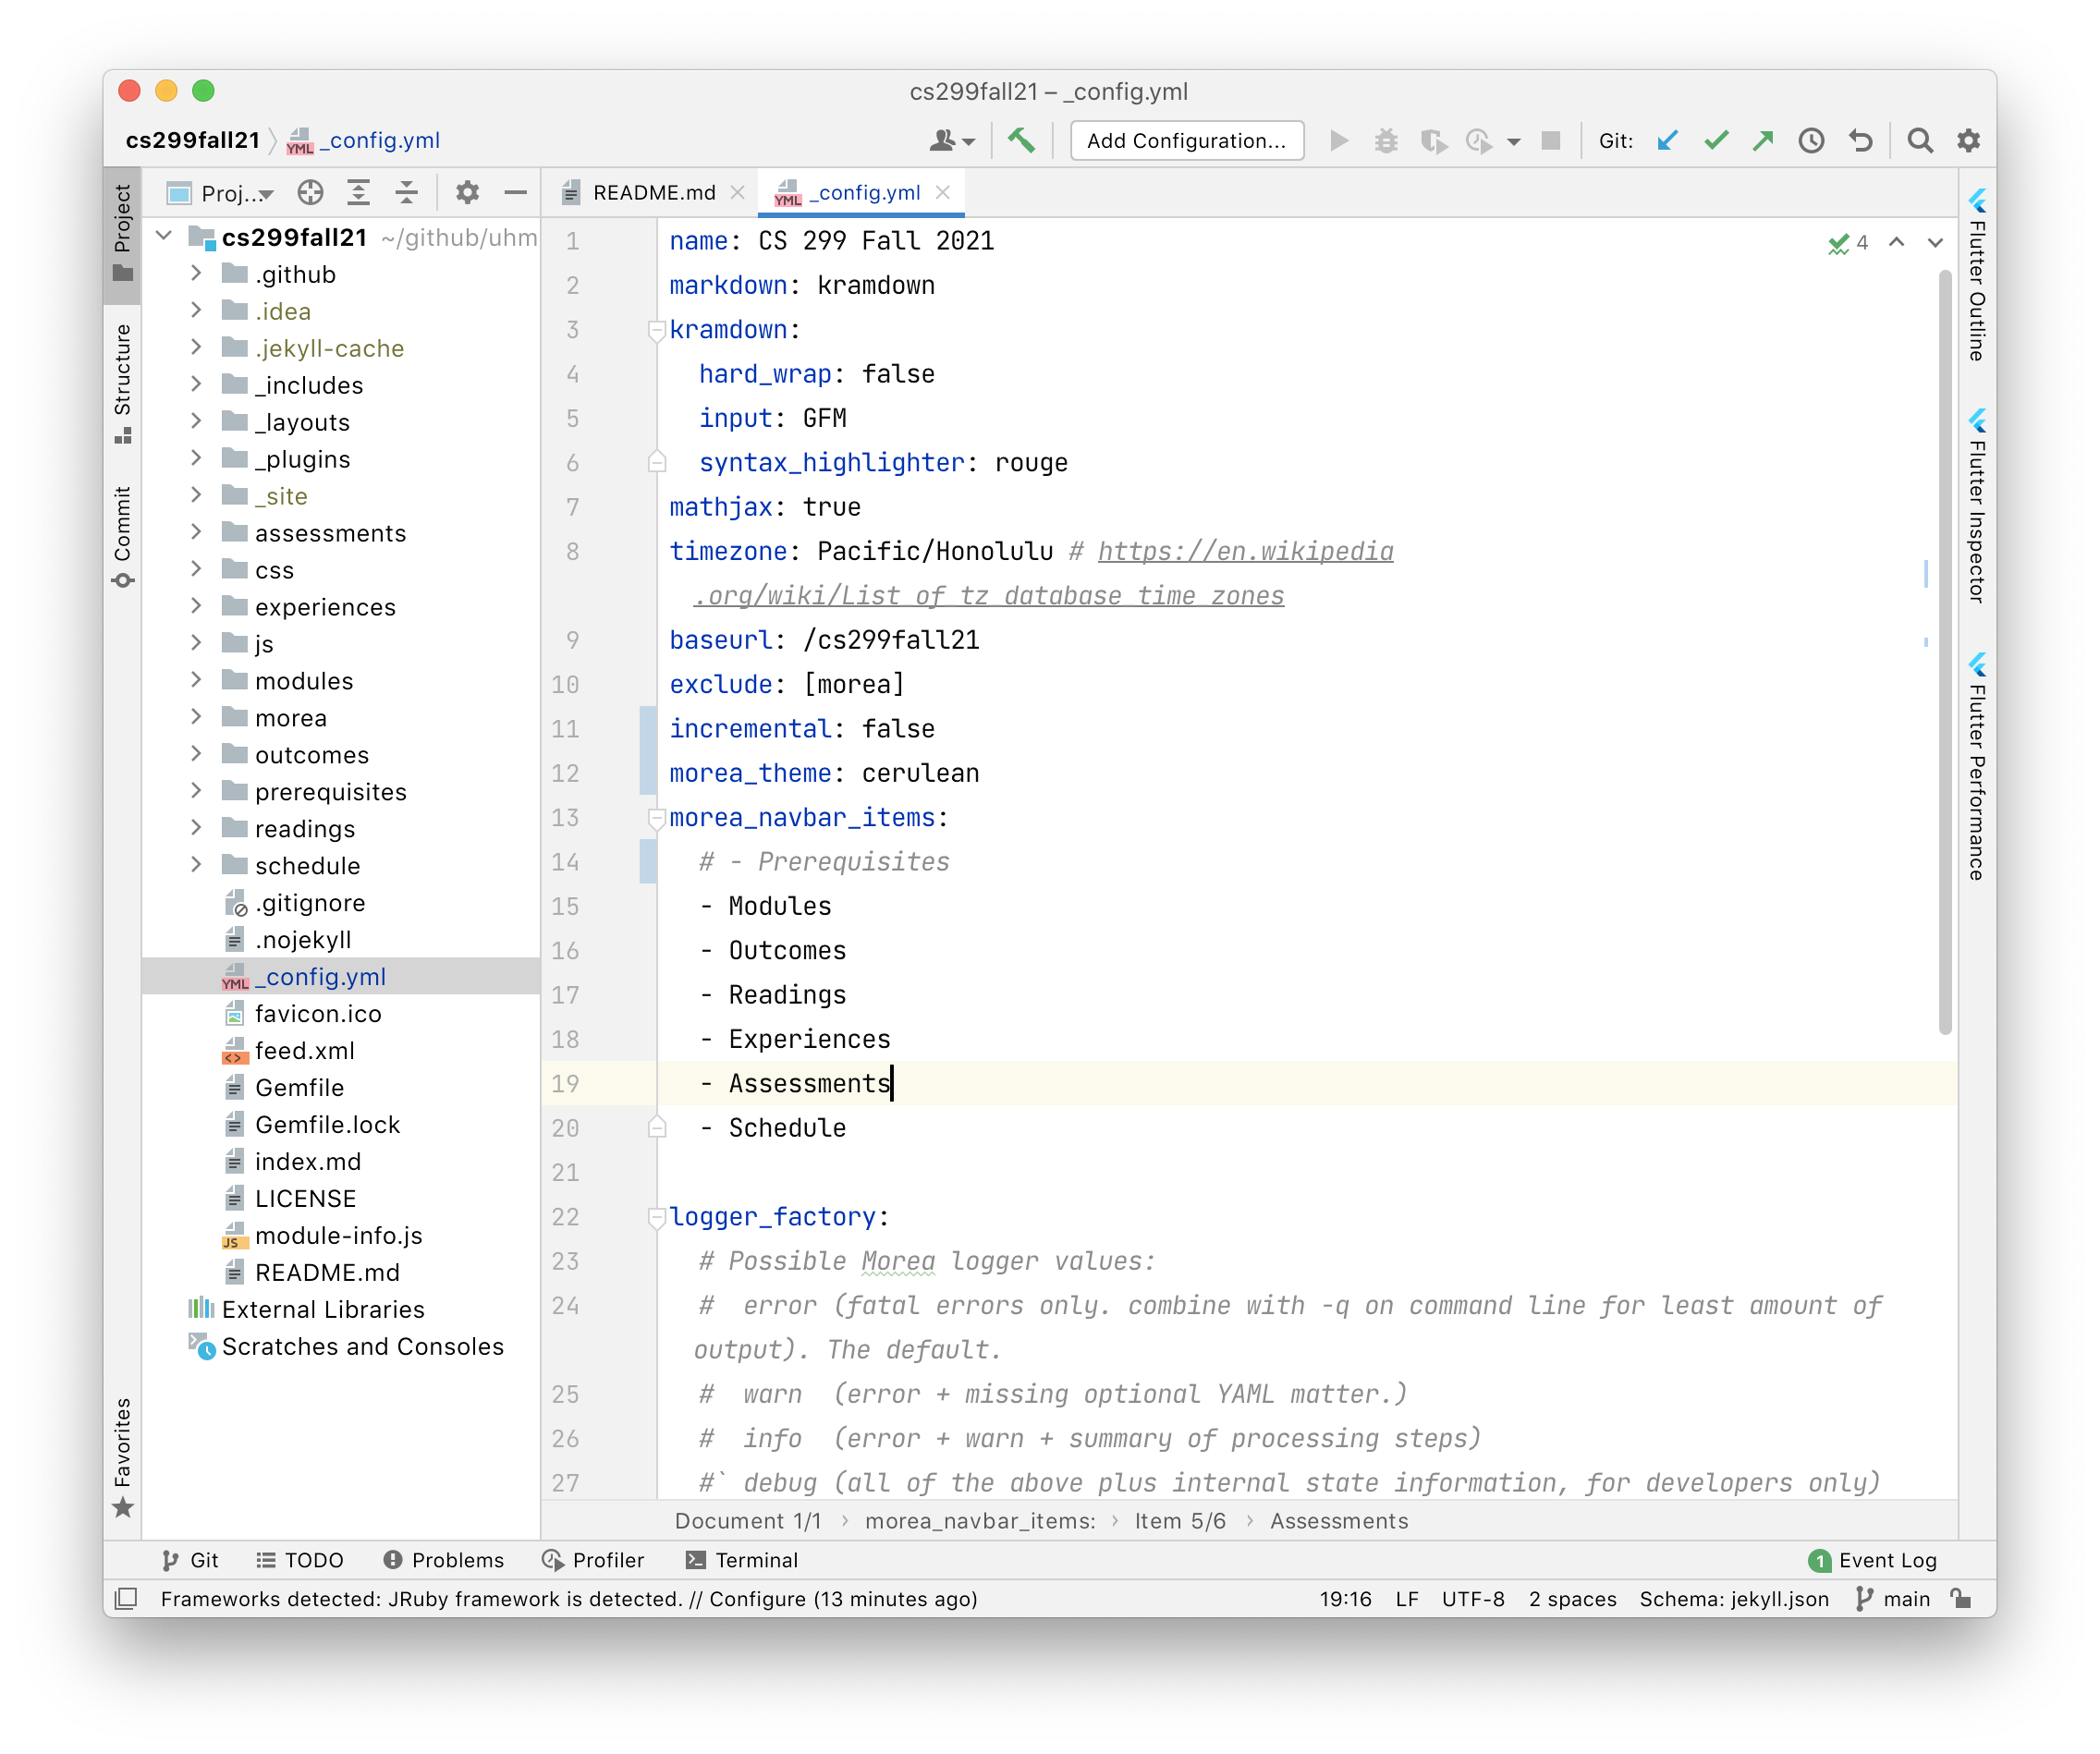 cs299fall21 – _config.yml
cs299fall21 _config.yml Add Configuration... Git:
Project
Structure
Commit
Favorites
Proj...
cs299fall21 ~/github/uhm
.github
.idea
.jekyll-cache
_includes
_layouts
_plugins
_site
assessments
css
experiences
js
modules
morea
outcomes
prerequisites
readings
schedule
.gitignore
.nojekyll
YML _config.yml
favicon.ico
feed.xml
Gemfile
Gemfile.lock
index.md
LICENSE
JS module-info.js
README.md
External Libraries
Scratches and Consoles
README.md YML _config.yml
4
1 name: CS 299 Fall 2021
2 markdown: kramdown
3 kramdown:
4 hard_wrap: false
5 input: GFM
6 syntax_highlighter: rouge
7 mathjax: true
8 timezone: Pacific/Honolulu # https://en.wikipedia
.org/wiki/List_of_tz_database_time_zones
9 baseurl: /cs299fall21
10 exclude: [morea]
11 incremental: false
12 morea_theme: cerulean
13 morea_navbar_items:
14 # - Prerequisites
15 - Modules
16 - Outcomes
17 - Readings
18 - Experiences
19 - Assessments
20 - Schedule
21
22 logger_factory:
23 # Possible Morea logger values:
24 # error (fatal errors only. combine with -q on command line for least amount of
output). The default.
25 # warn (error + missing optional YAML matter.)
26 # info (error + warn + summary of processing steps)
27 #` debug (all of the above plus internal state information, for developers only)
Document 1/1 › morea_navbar_items: › Item 5/6 › Assessments
Flutter Outline
Flutter Inspector
Flutter Performance
Git TODO Problems Profiler Terminal 1 Event Log
Frameworks detected: JRuby framework is detected. // Configure (13 minutes ago) 19:16 LF UTF-8 2 spaces Schema: jekyll.json main